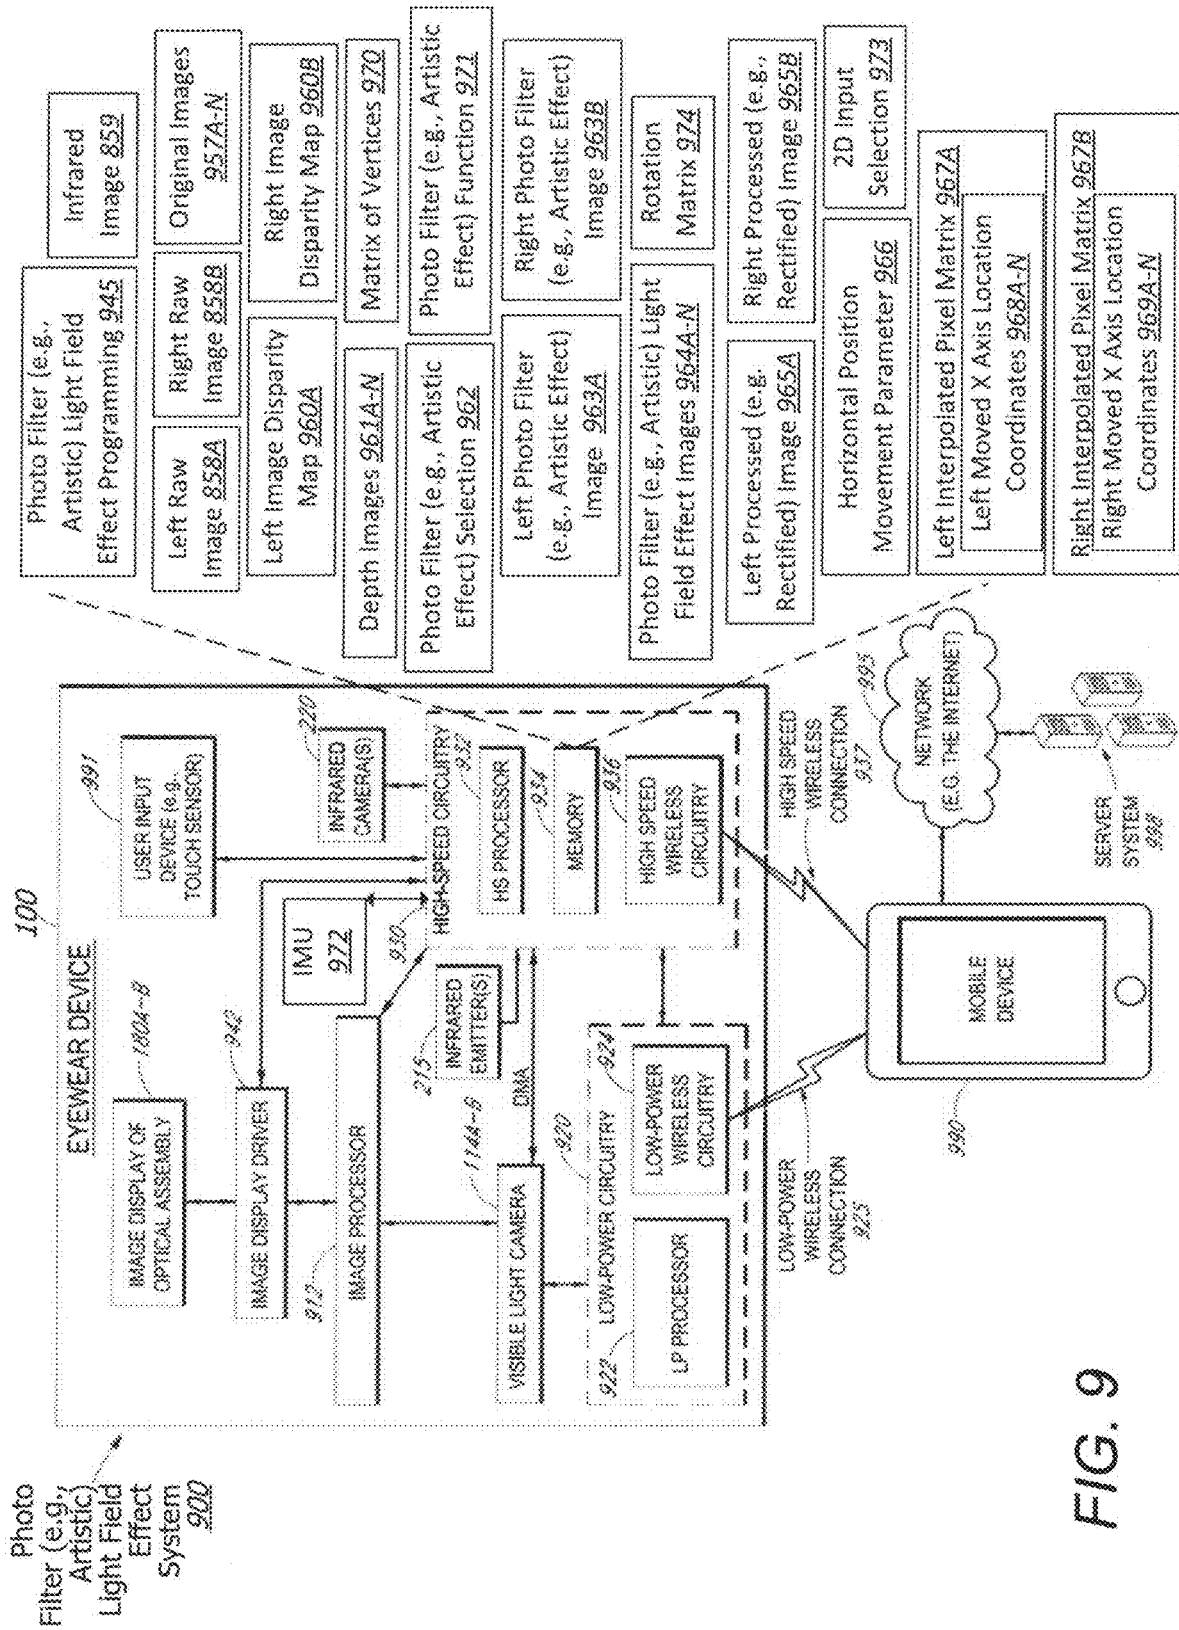 Photo
Filter (e.g.,
Artistic)
Light Field
Effect
System
900
100
EYEWEAR DEVICE
IMAGE DISPLAY OF
OPTICAL ASSEMBLY
180A-B
IMAGE DISPLAY DRIVER
942
IMAGE PROCESSOR
912
VISIBLE LIGHT CAMERA
114A-B
USER INPUT
DEVICE (e.g.,
TOUCH SENSOR)
991
IMU
972
INFRARED
CAMERA(S)
220
INFRARED
EMITTER(S)
215
DMA
930
HIGH-SPEED CIRCUITRY
HS PROCESSOR
932
MEMORY
934
HIGH SPEED
WIRELESS
CIRCUITRY
936
LOW-POWER CIRCUITRY
920
LP PROCESSOR
922
LOW-POWER
WIRELESS
CIRCUITRY
924
LOW-POWER
WIRELESS
CONNECTION
925
HIGH SPEED
WIRELESS
CONNECTION
937
MOBILE
DEVICE
990
NETWORK
(E.G. THE INTERNET)
995
SERVER
SYSTEM
998
Photo Filter (e.g.,
Artistic) Light Field
Effect Programming 945
Infrared
Image 859
Left Raw
Image 858A
Right Raw
Image 858B
Original Images
957A-N
Left Image Disparity
Map 960A
Right Image
Disparity Map 960B
Depth Images 961A-N
Matrix of Vertices 970
Photo Filter (e.g., Artistic
Effect) Selection 962
Photo Filter (e.g., Artistic
Effect) Function 971
Left Photo Filter
(e.g., Artistic Effect)
Image 963A
Right Photo Filter
(e.g., Artistic Effect)
Image 963B
Photo Filter (e.g., Artistic) Light
Field Effect Images 964A-N
Rotation
Matrix 974
Left Processed (e.g.
Rectified) Image 965A
Right Processed (e.g.,
Rectified) Image 965B
Horizontal Position
Movement Parameter 966
2D Input
Selection 973
Left Interpolated Pixel Matrix 967A
Left Moved X Axis Location
Coordinates 968A-N
Right Interpolated Pixel Matrix 967B
Right Moved X Axis Location
Coordinates 969A-N
FIG. 9